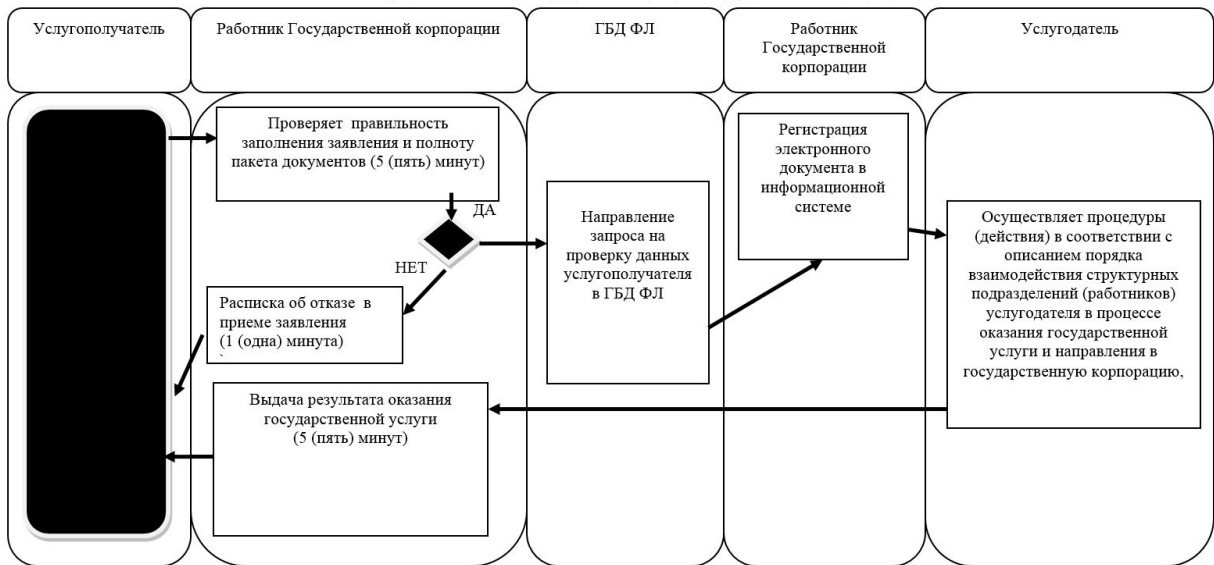 Услугополучатель
Работник Государственной корпорации
ГБД ФЛ
Работник
Государственной
корпорации
Услугодатель
Проверяет правильность
заполнения заявления и полноту
пакета документов (5 (пять) минут)
ДА
НЕТ
Расписка об отказе в
приеме заявления
(1 (одна) минута)
`
Выдача результата оказания
государственной услуги
(5 (пять) минут)
Направление
запроса на
проверку данных
услугополучателя
в ГБД ФЛ
Регистрация
электронного
документа в
информационной
системе
Осуществляет процедуры
(действия) в соответствии с
описанием порядка
взаимодействия структурных
подразделений (работников)
услугодателя в процессе
оказания государственной
услуги и направления в
государственную корпорацию,